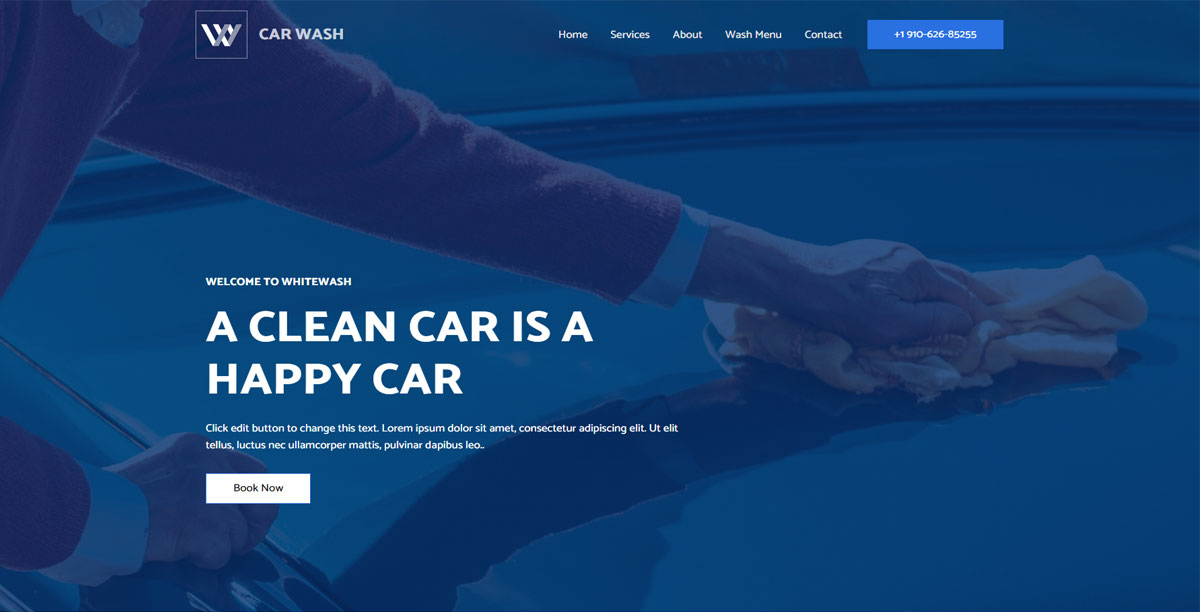 W CAR WASH
Home Services About Wash Menu Contact +1 910-626-85255
WELCOME TO WHITEWASH
A CLEAN CAR IS A
HAPPY CAR
Click edit button to change this text. Lorem ipsum dolor sit amet, consectetur adipiscing elit. Ut elit
tellus, luctus nec ullamcorper mattis, pulvinar dapibus leo..
Book Now